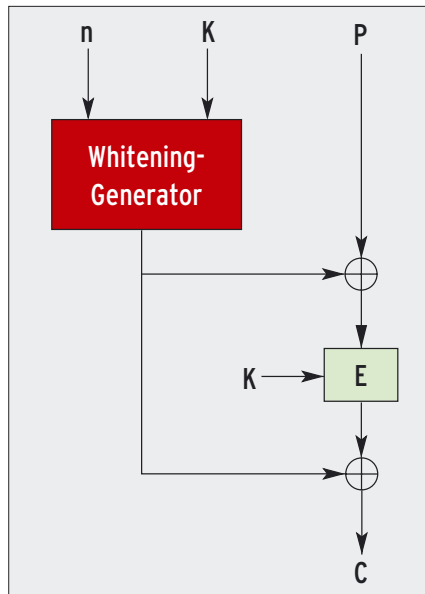 n K P
Whitening-
Generator
K E
C